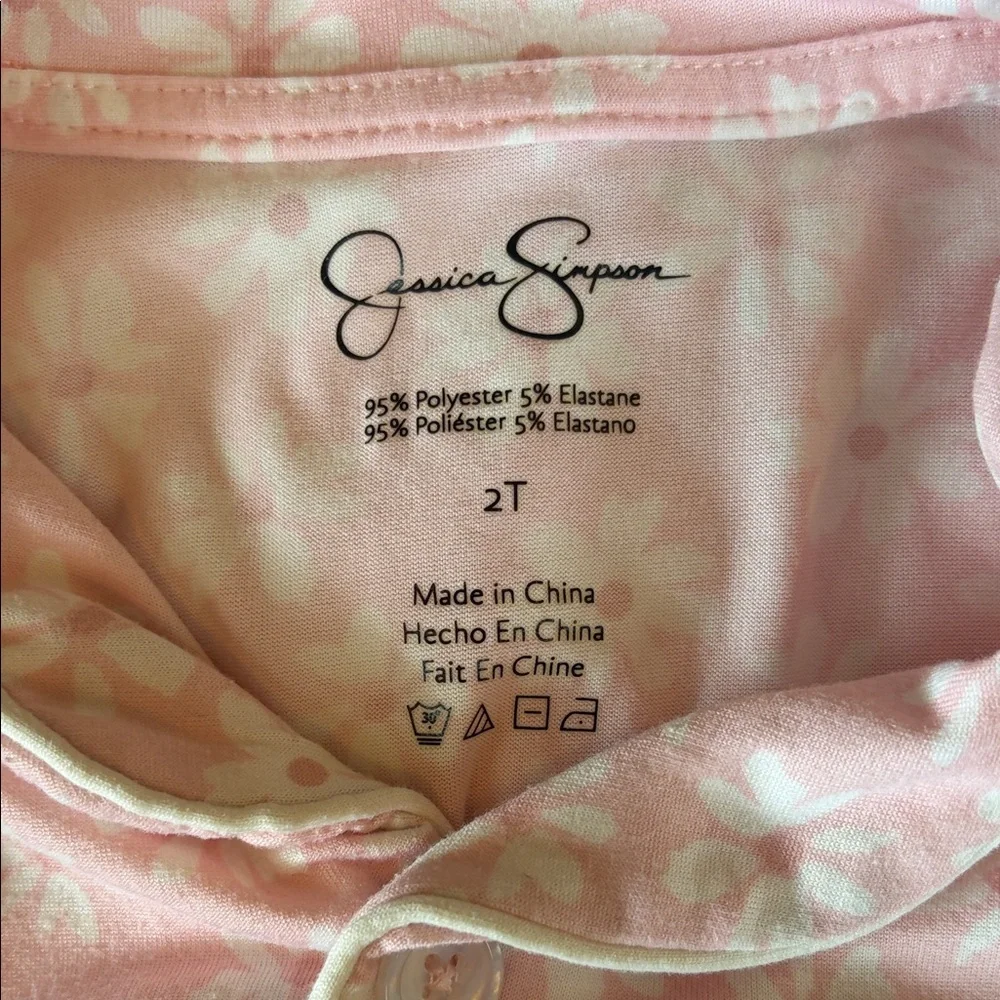 Jessica Simpson
95% Polyester 5% Elastane
95% Poliéster 5% Elastano
2T
Made in China
Hecho En China
Fait En Chine
30°